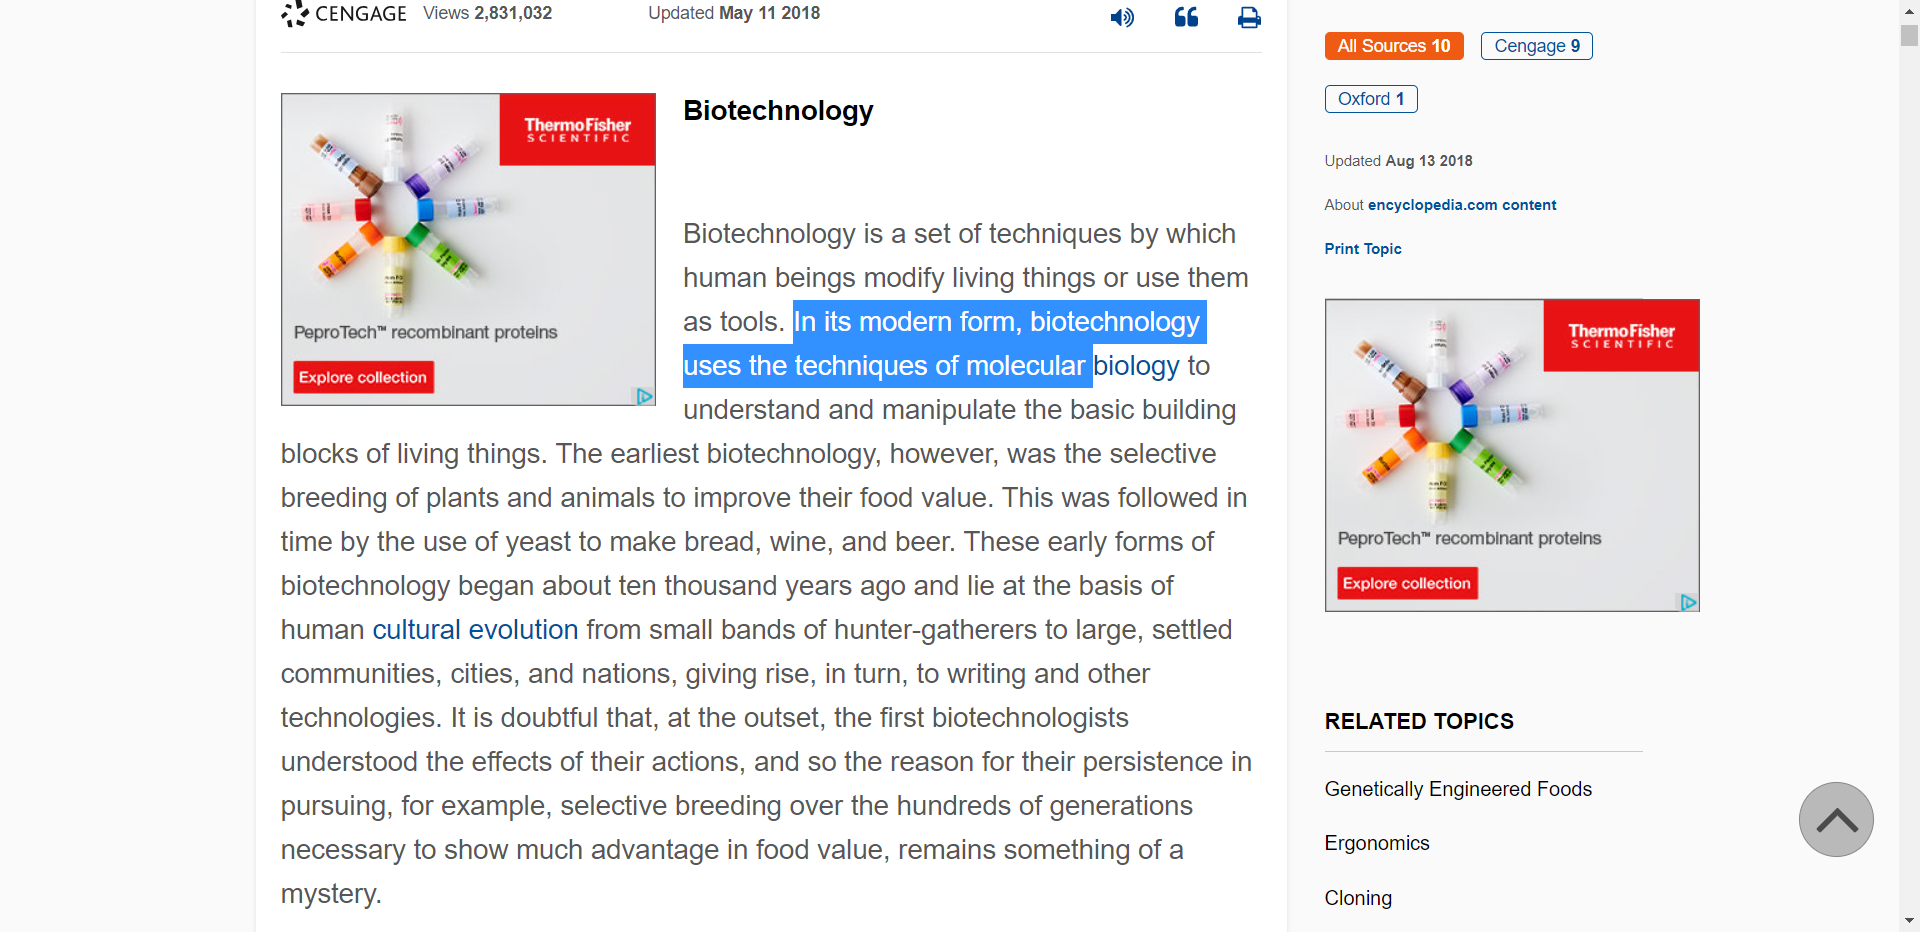 CENGAGE Views 2,831,032 Updated May 11 2018
ThermoFisher
SCIENTIFIC
PeproTech™ recombinant proteins
Explore collection
Biotechnology
Biotechnology is a set of techniques by which
human beings modify living things or use them
as tools. In its modern form, biotechnology
uses the techniques of molecular biology to
understand and manipulate the basic building
blocks of living things. The earliest biotechnology, however, was the selective
breeding of plants and animals to improve their food value. This was followed in
time by the use of yeast to make bread, wine, and beer. These early forms of
biotechnology began about ten thousand years ago and lie at the basis of
human cultural evolution from small bands of hunter-gatherers to large, settled
communities, cities, and nations, giving rise, in turn, to writing and other
technologies. It is doubtful that, at the outset, the first biotechnologists
understood the effects of their actions, and so the reason for their persistence in
pursuing, for example, selective breeding over the hundreds of generations
necessary to show much advantage in food value, remains something of a
mystery.
All Sources 10 Cengage 9
Oxford 1
Updated Aug 13 2018
About encyclopedia.com content
Print Topic
ThermoFisher
SCIENTIFIC
PeproTech™ recombinant proteins
Explore collection
RELATED TOPICS
Genetically Engineered Foods
Ergonomics
Cloning